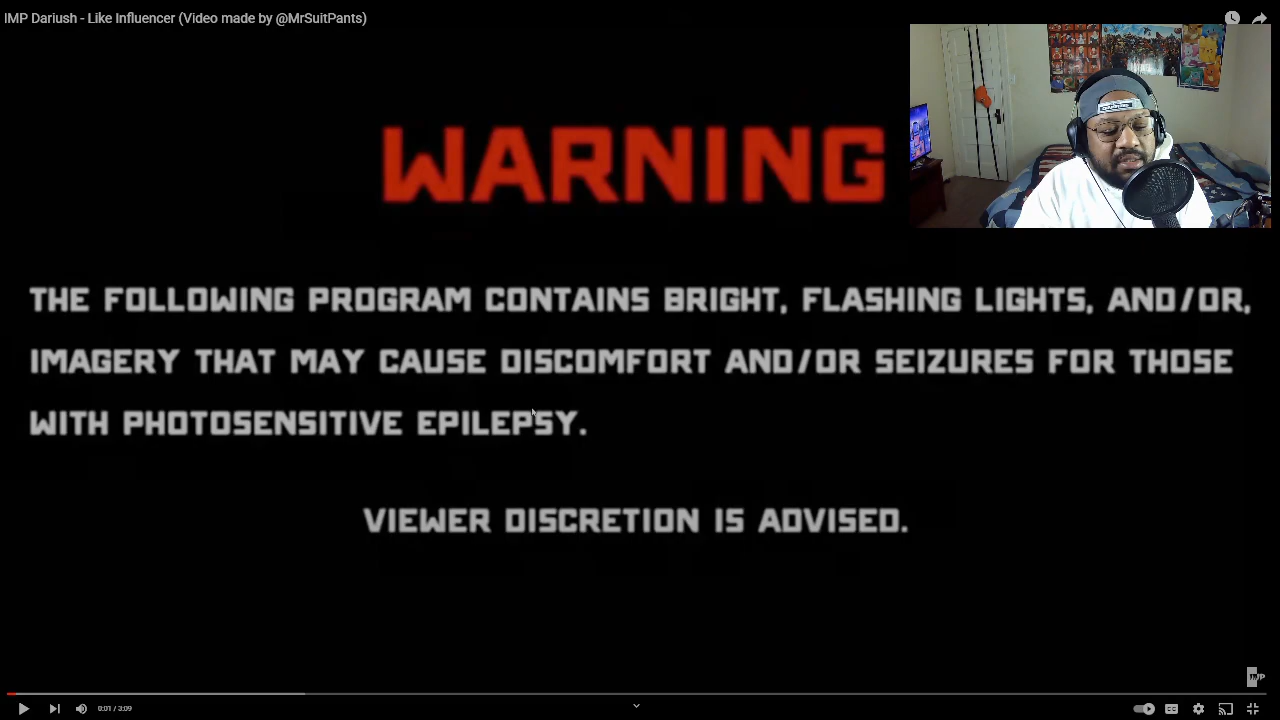 IMP Dariush - Like Influencer (Video made by @MrSuitPants)
WARNING
THE FOLLOWING PROGRAM CONTAINS BRIGHT, FLASHING LIGHTS, AND/OR,
IMAGERY THAT MAY CAUSE DISCOMFORT AND/OR SEIZURES FOR THOSE
WITH PHOTOSENSITIVE EPILEPSY.
VIEWER DISCRETION IS ADVISED.
IMP
0:01 / 3:09
CC